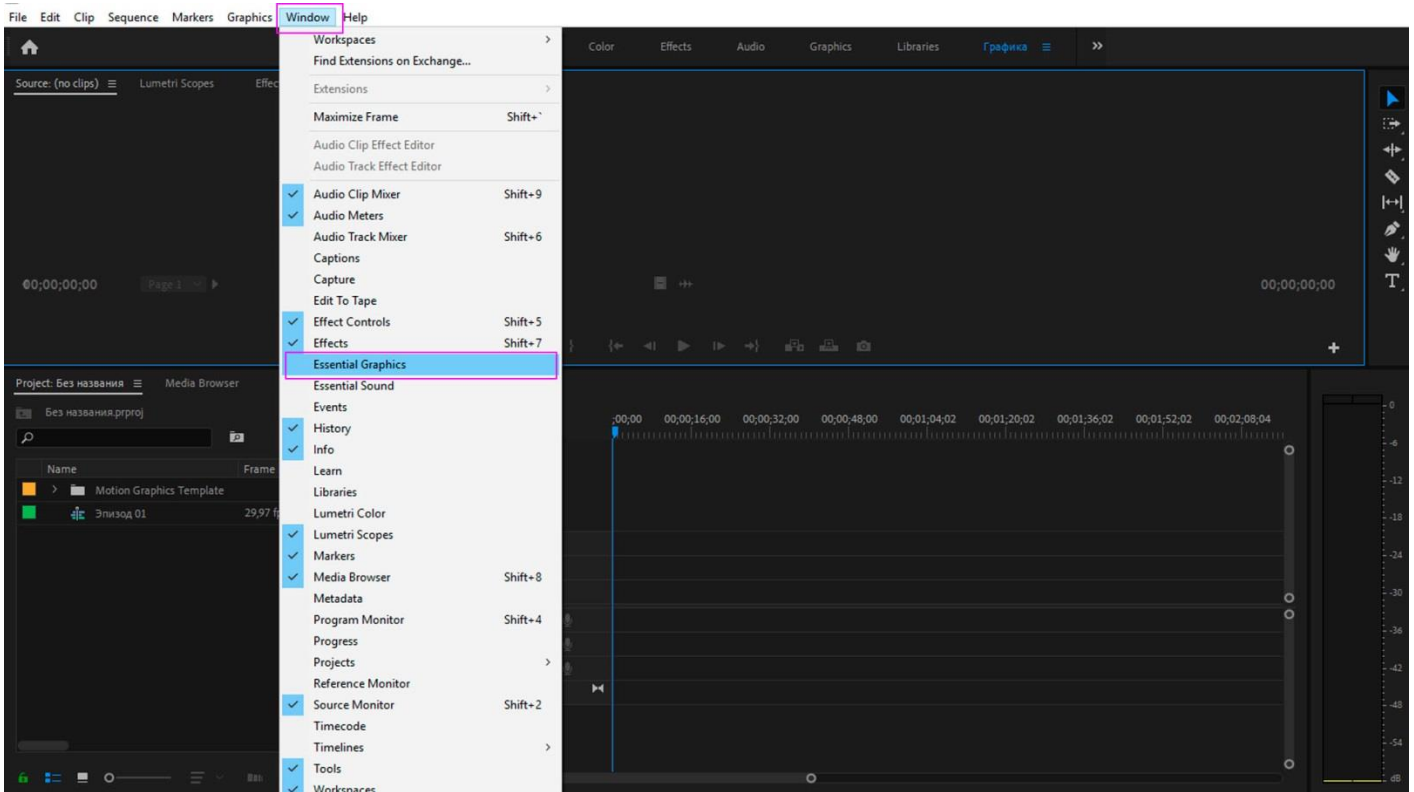 File Edit Clip Sequence Markers Graphics Window Help
Color Effects Audio Graphics Libraries Графика
Source: (no clips) Lumetri Scopes Effec
00;00;00;00 Page 1 00;00;00;00
Workspaces
Find Extensions on Exchange...
Extensions
Maximize Frame Shift+`
Audio Clip Effect Editor
Audio Track Effect Editor
Audio Clip Mixer Shift+9
Audio Meters
Audio Track Mixer Shift+6
Captions
Capture
Edit To Tape
Effect Controls Shift+5
Effects Shift+7
Essential Graphics
Essential Sound
Events
History
Info
Learn
Libraries
Lumetri Color
Lumetri Scopes
Markers
Media Browser Shift+8
Metadata
Program Monitor Shift+4
Progress
Projects
Reference Monitor
Source Monitor Shift+2
Timecode
Timelines
Tools
Workspaces
Project: Без названия Media Browser
Без названия.prproj
Name Frame
Motion Graphics Template
Эпизод 01 29,97 f
;00;00 00;00;16;00 00;00;32;00 00;00;48;00 00;01;04;02 00;01;20;02 00;01;36;02 00;01;52;02 00;02;08;04
0
-6
-12
-18
-24
-30
-36
-42
-48
-54
dB